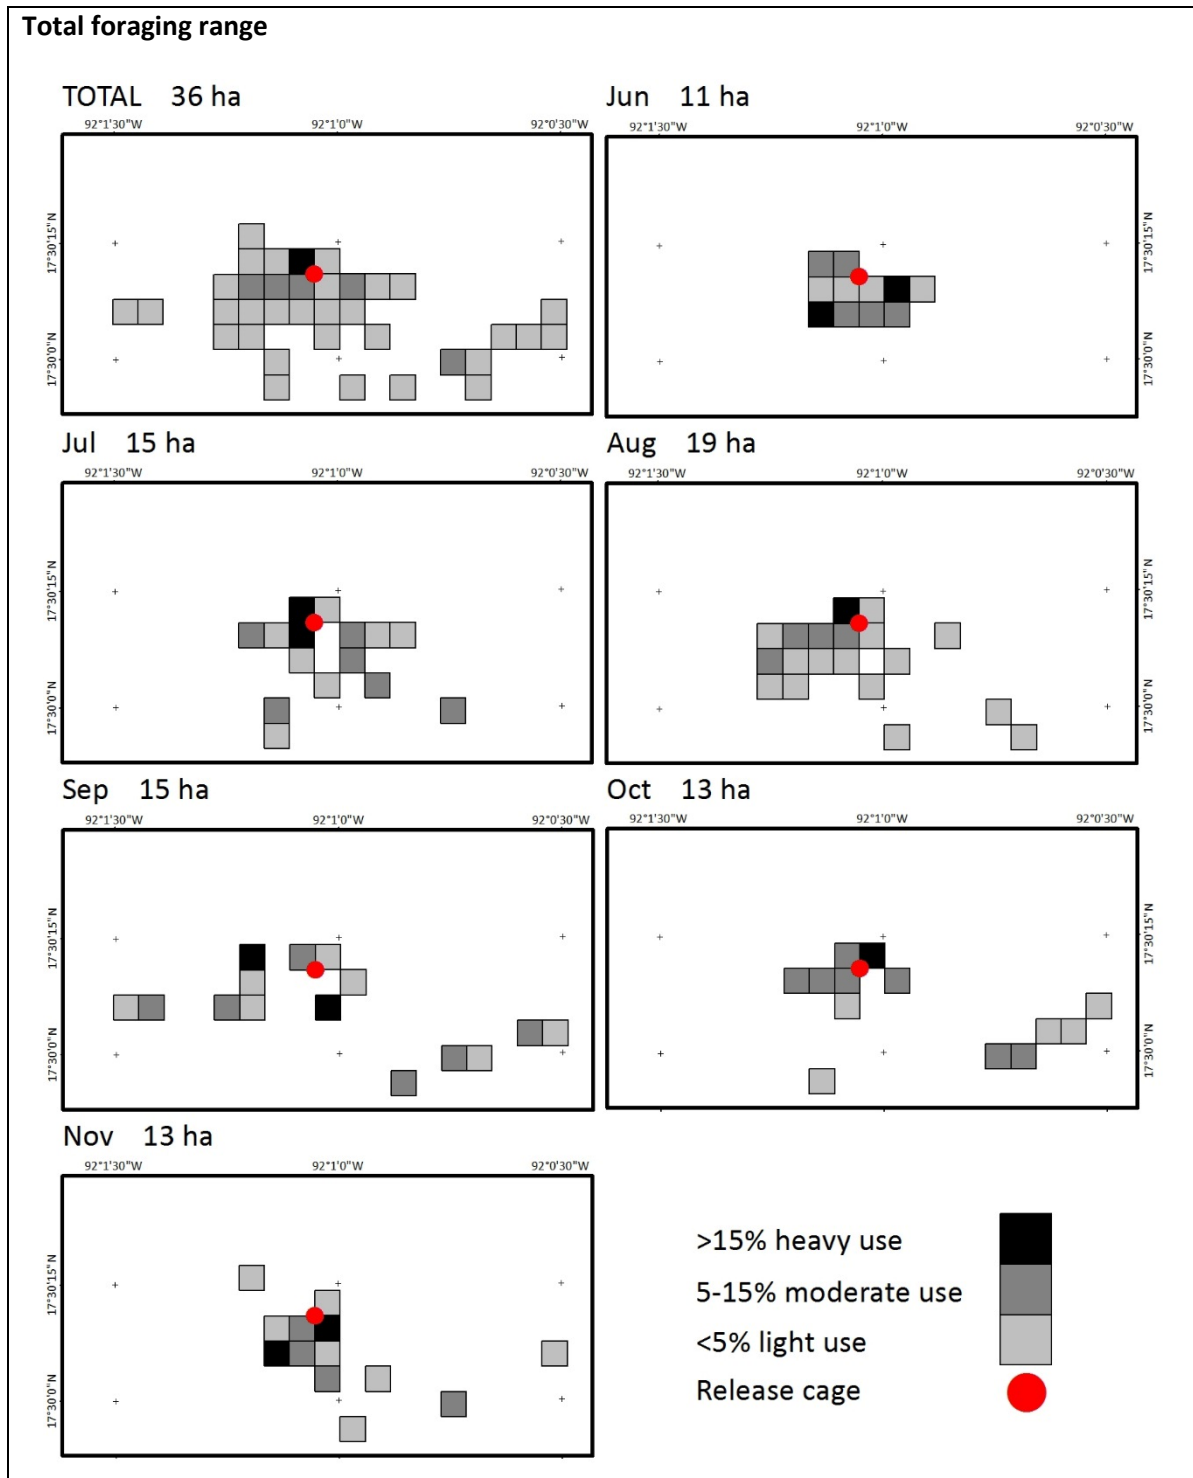 Total foraging range
TOTAL 36 ha
92°1'30"W 92°1'0"W 92°0'30"W
17°30'15"N
17°30'0"N
Jun 11 ha
92°1'30"W 92°1'0"W 92°0'30"W
17°30'15"N
17°30'0"N
Jul 15 ha
92°1'30"W 92°1'0"W 92°0'30"W
17°30'15"N
17°30'0"N
Aug 19 ha
92°1'30"W 92°1'0"W 92°0'30"W
17°30'15"N
17°30'0"N
Sep 15 ha
92°1'30"W 92°1'0"W 92°0'30"W
17°30'15"N
17°30'0"N
Oct 13 ha
92°1'30"W 92°1'0"W 92°0'30"W
17°30'15"N
17°30'0"N
Nov 13 ha
92°1'30"W 92°1'0"W 92°0'30"W
17°30'15"N
17°30'0"N
>15% heavy use
5-15% moderate use
<5% light use
Release cage